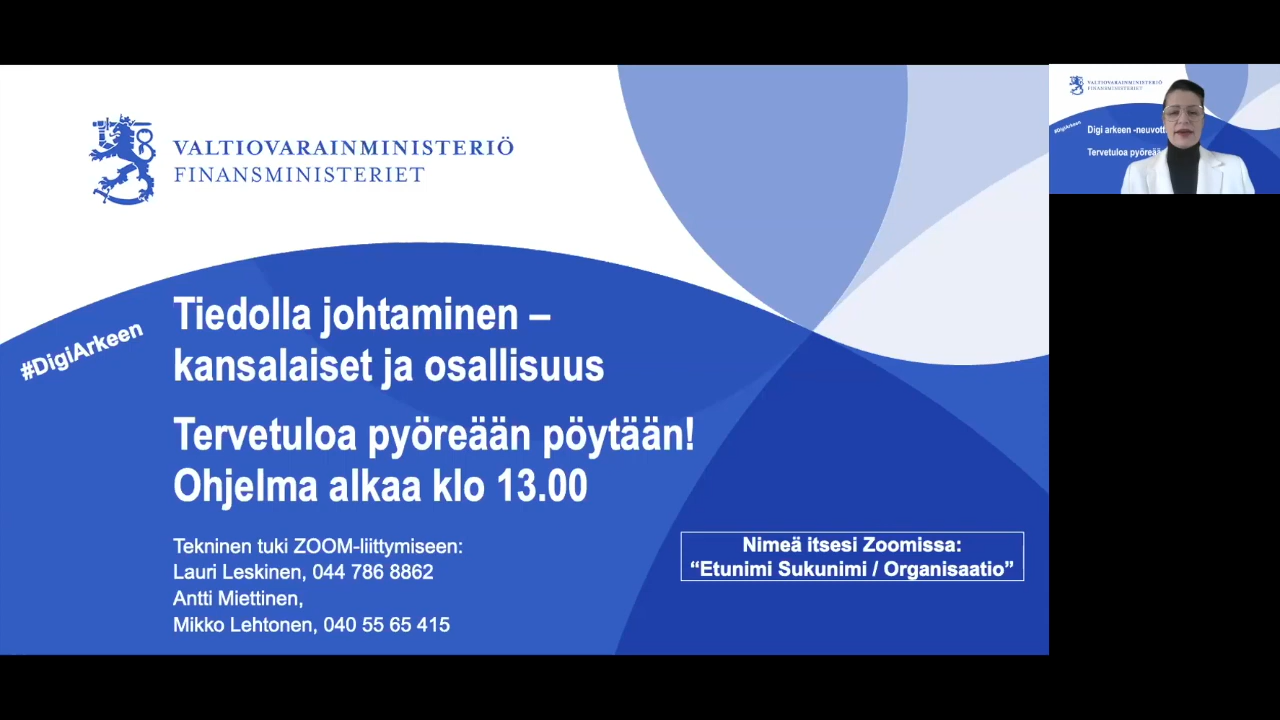 VALTIOVARAINMINISTERIÖ
FINANSMINISTERIET
#DigiArkeen
Tiedolla johtaminen –
kansalaiset ja osallisuus
Tervetuloa pyöreään pöytään!
Ohjelma alkaa klo 13.00
Tekninen tuki ZOOM-liittymiseen:
Lauri Leskinen, 044 786 8862
Antti Miettinen,
Mikko Lehtonen, 040 55 65 415
Nimeä itsesi Zoomissa:
“Etunimi Sukunimi / Organisaatio”
VALTIOVARAINMINISTERIÖ
FINANSMINISTERIET
#DigiArkeen
Digi arkeen
Tervetuloa